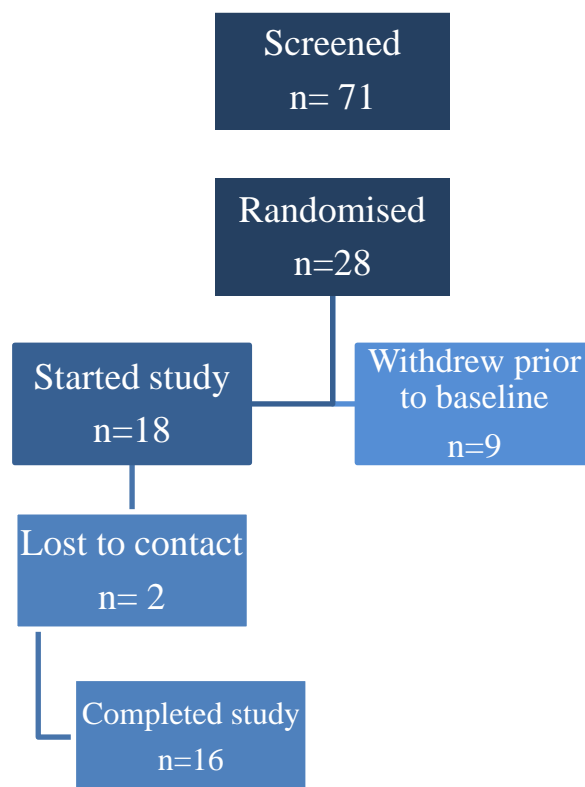 Screened
n= 71
Randomised
n=28
Started study
n=18
Withdrew prior
to baseline
n=9
Lost to contact
n= 2
Completed study
n=16